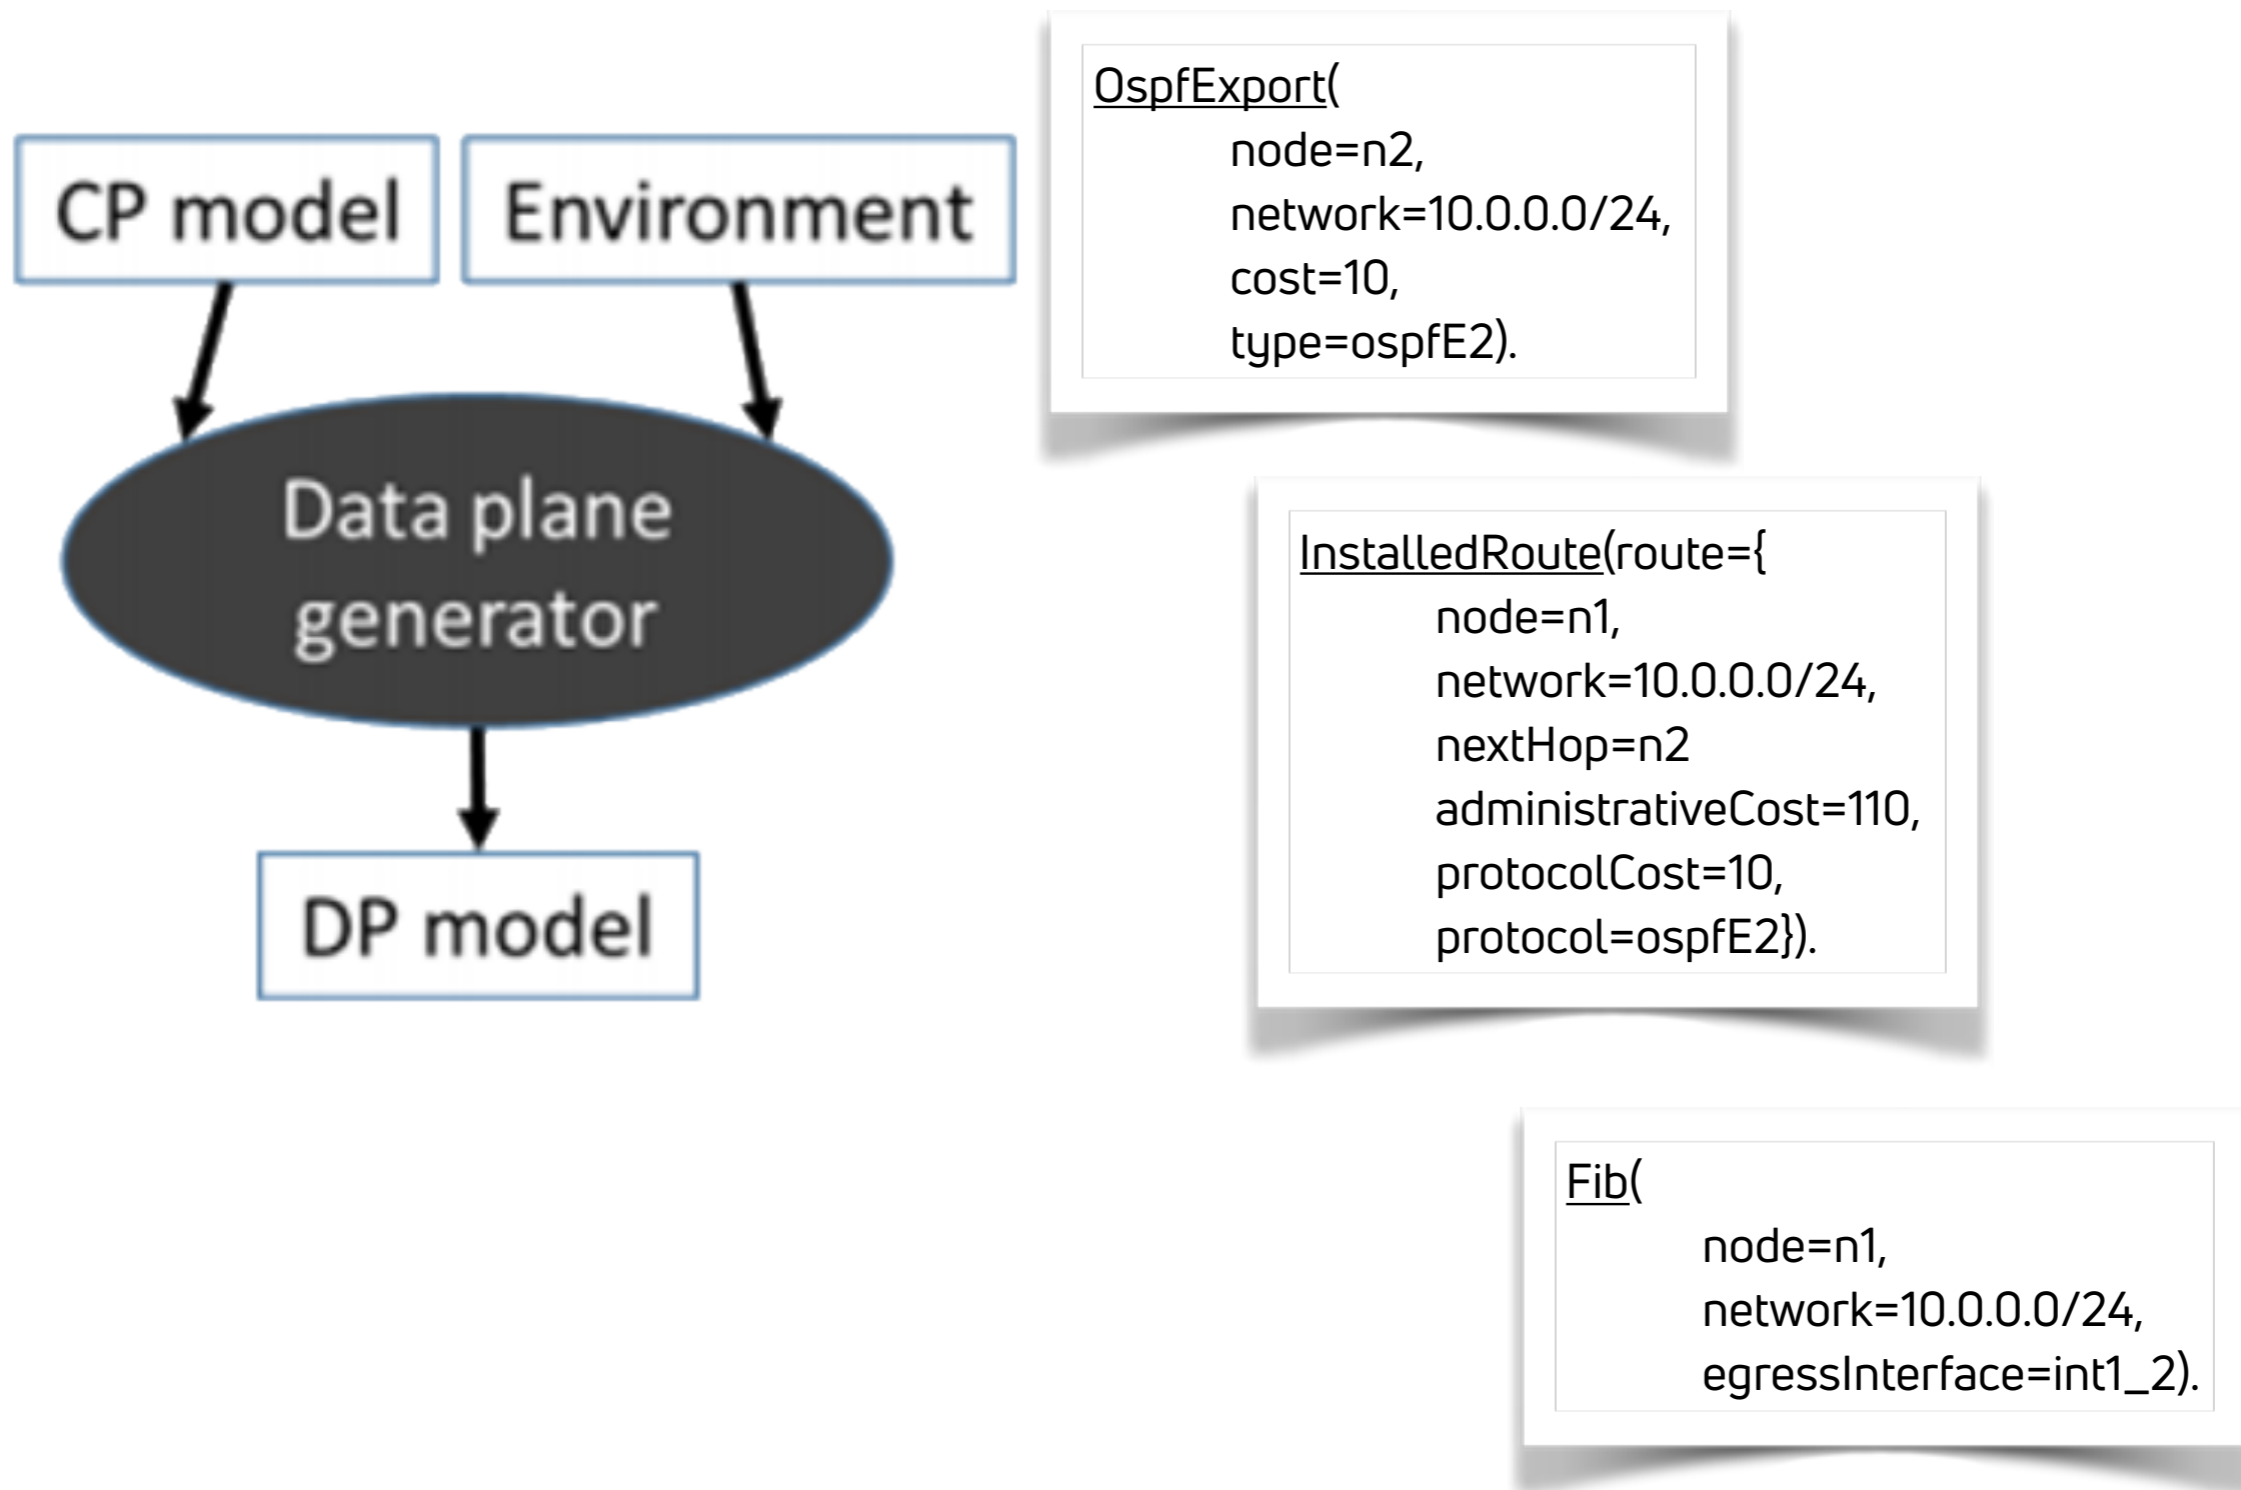 CP model
Environment
Data plane
generator
DP model
OspfExport(
node=n2,
network=10.0.0.0/24,
cost=10,
type=ospfE2).
InstalledRoute(route={
node=n1,
network=10.0.0.0/24,
nextHop=n2
administrativeCost=110,
protocolCost=10,
protocol=ospfE2}).
Fib(
node=n1,
network=10.0.0.0/24,
egressInterface=int1_2).